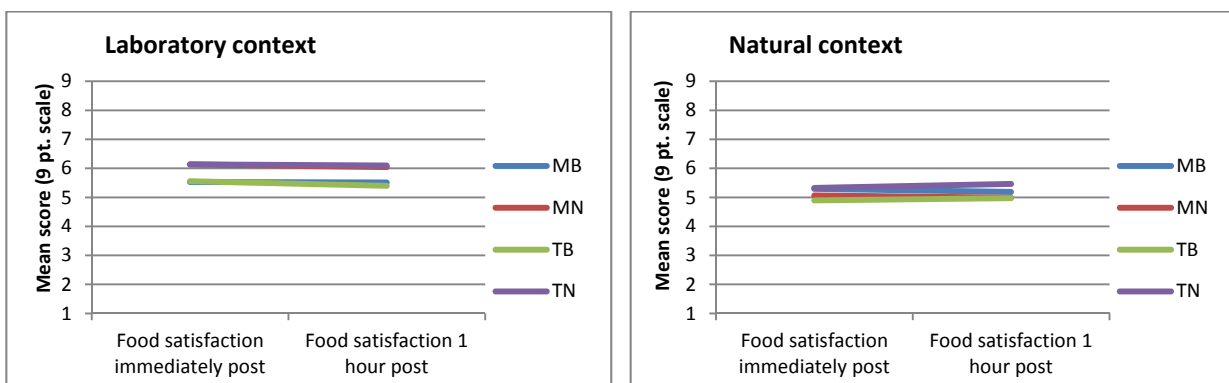 Laboratory context
Mean score (9 pt. scale)
9
8
7
6
5
4
3
2
1
Food satisfaction
immediately post
Food satisfaction 1
hour post
MB
MN
TB
TN
Natural context
Mean score (9 pt. scale)
9
8
7
6
5
4
3
2
1
Food satisfaction
immediately post
Food satisfaction 1
hour post
MB
MN
TB
TN